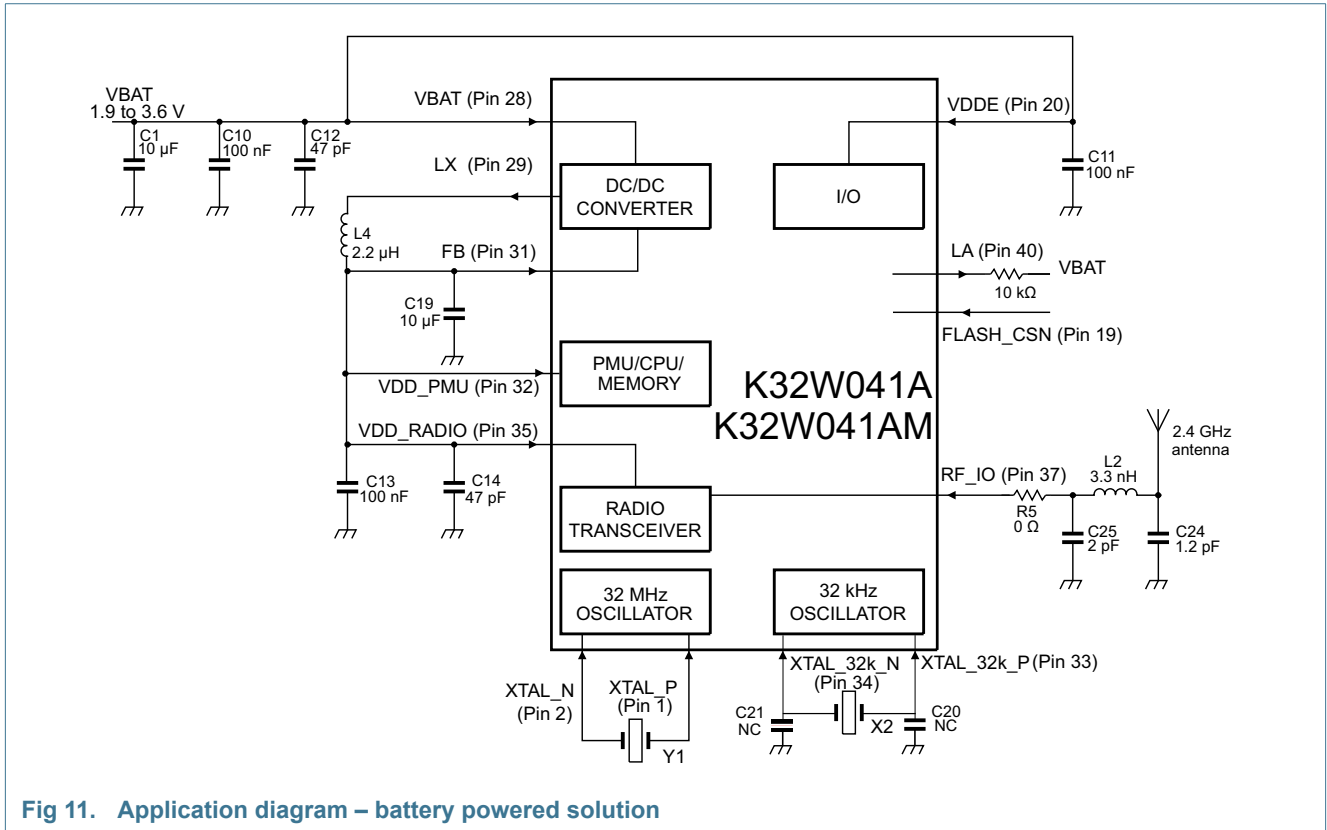 VBAT
1.9 to 3.6 V
C1
10 µF
C10
100 nF
C12
47 pF
VBAT (Pin 28)
VDDE (Pin 20)
C11
100 nF
LX (Pin 29)
DC/DC
CONVERTER
I/O
L4
2.2 µH
FB (Pin 31)
C19
10 µF
LA (Pin 40)
VBAT
10 kΩ
FLASH_CSN (Pin 19)
PMU/CPU/
MEMORY
VDD_PMU (Pin 32)
K32W041A
K32W041AM
VDD_RADIO (Pin 35)
C13
100 nF
C14
47 pF
RADIO
TRANSCEIVER
RF_IO (Pin 37)
R5
0 Ω
L2
3.3 nH
2.4 GHz
antenna
C25
2 pF
C24
1.2 pF
32 MHz
OSCILLATOR
32 kHz
OSCILLATOR
XTAL_N
(Pin 2)
XTAL_P
(Pin 1)
Y1
XTAL_32k_N
(Pin 34)
XTAL_32k_P (Pin 33)
C21
NC
X2
C20
NC
Fig 11. Application diagram – battery powered solution